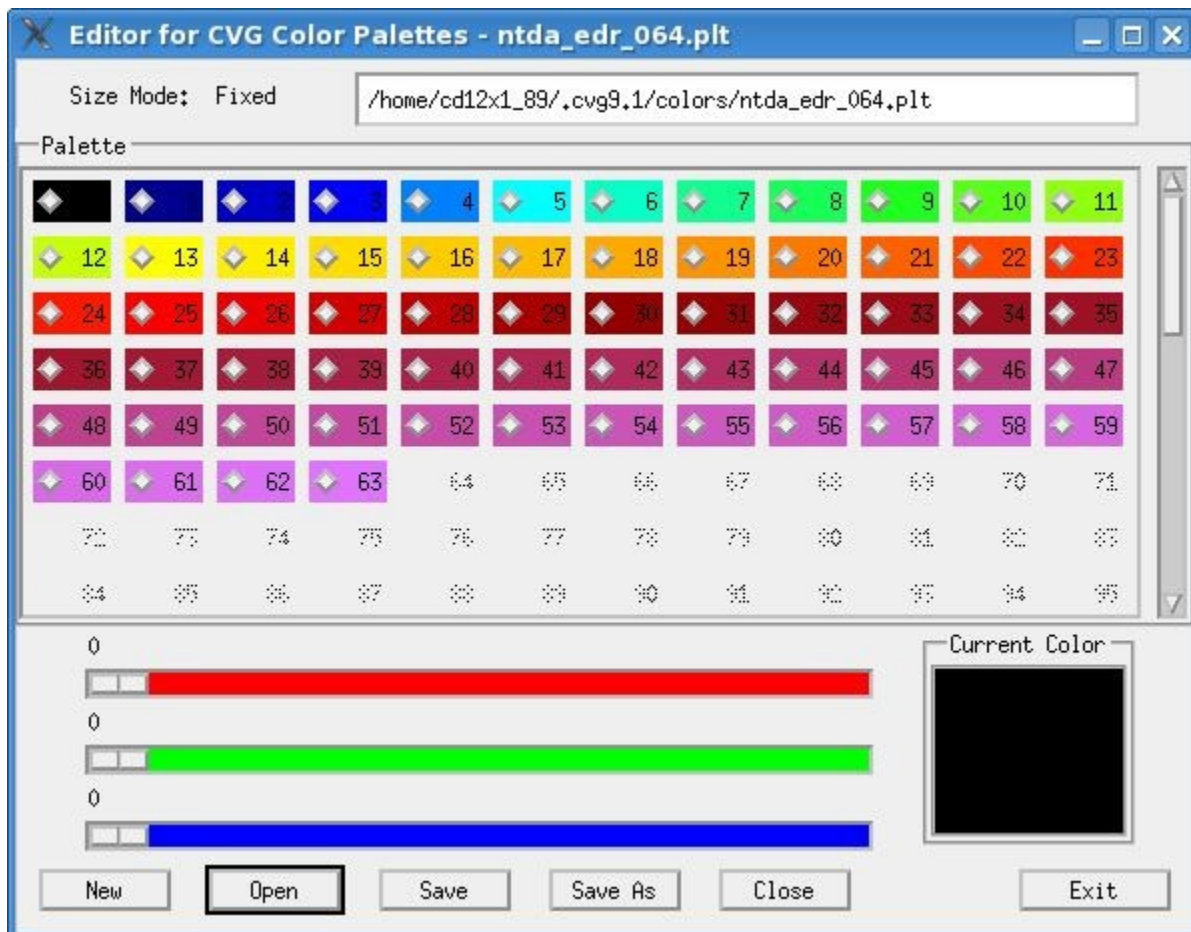 Editor for CVG Color Palettes - ntda_edr_064.plt
Size Mode: Fixed /home/cd12x1_89/.cvg9.1/colors/ntda_edr_064.plt
Palette
1 2 3 4 5 6 7 8 9 10 11
12 13 14 15 16 17 18 19 20 21 22 23
24 25 26 27 28 29 30 31 32 33 34 35
36 37 38 39 40 41 42 43 44 45 46 47
48 49 50 51 52 53 54 55 56 57 58 59
60 61 62 63 64 65 66 67 68 69 70 71
72 73 74 75 76 77 78 79 80 81 82 83
84 85 86 87 88 89 90 91 92 93 94 95
0
Current Color
0
0
New Open Save Save As Close Exit